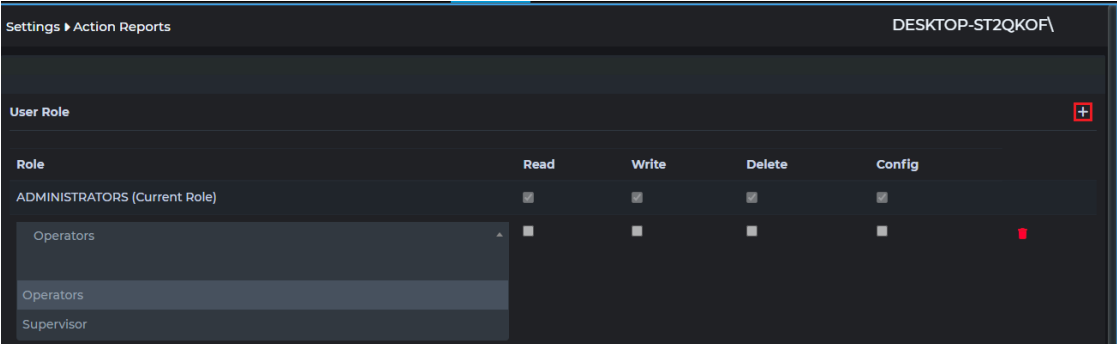 Settings ▸ Action Reports DESKTOP-ST2QKOF\
User Role +
Role Read Write Delete Config
ADMINISTRATORS (Current Role)
Operators
Operators
Supervisor